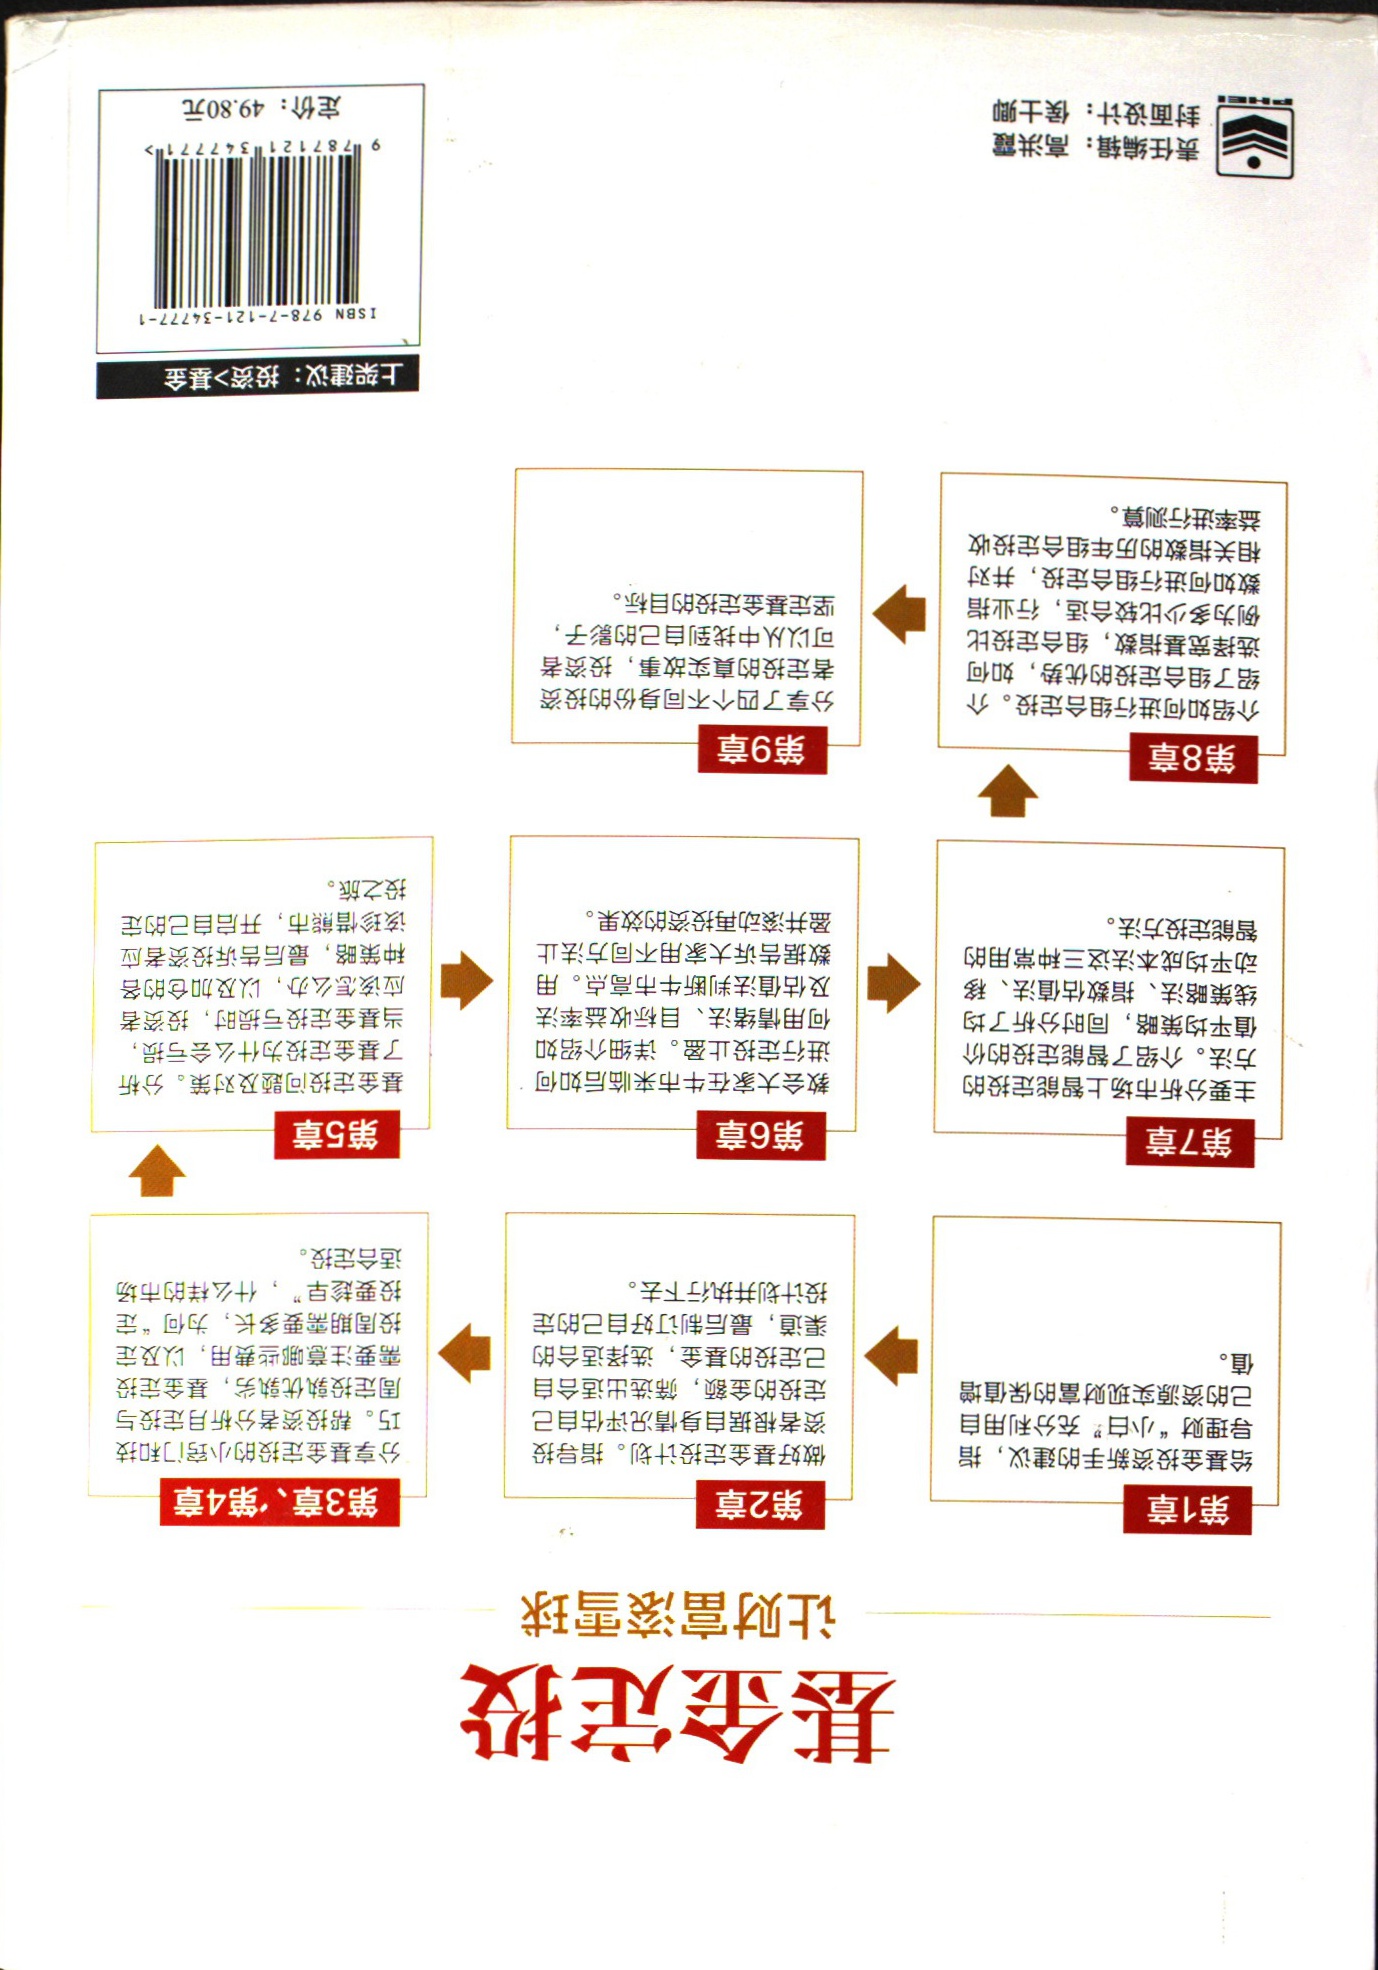 基金定投
让财富滚雪球
第1章
给基金投资新手的建议，指
导理财“小白”充分利用自
己的资源实现财富的保值增
值。
第2章
做好基金定投计划。指导投
资者根据自身情况评估自己
定投的金额，筛选出适合自
己定投的基金，选择适合的
渠道，最后制订好自己的定
投计划并执行下去。
第3章、第4章
分享基金定投的小窍门和技
巧。帮投资者分析月定投与
周定投孰优孰劣，基金定投
需要注意哪些费用，以及定
投周期需要多长，为何“定
投要趁早”，什么样的市场
适合定投。
第5章
基金定投问题及对策。分析
了基金定投为什么会亏损，
当基金定投亏损时，投资者
应该怎么办，以及加仓的各
种策略，最后告诉投资者应
该珍惜熊市，开启自己的定
投之旅。
第6章
教会大家在牛市来临后如何
进行定投止盈。详细介绍如
何用情绪法、目标收益率法
及估值法判断牛市高点。用
数据告诉大家用不同方法止
盈并滚动再投资的效果。
第7章
主要分析市场上智能定投的
方法。介绍了智能定投的价
值平均策略，同时分析了均
线策略法、指数估值法、移
动平均成本法这三种常用的
智能定投方法。
第8章
介绍如何进行组合定投。介
绍了组合定投的优势，如何
选择宽基指数，组合定投比
例为多少比较合适，行业指
数如何进行组合定投，并对
相关指数的历年组合定投收
益率进行测算。
第9章
分享了四个不同身份的投资
者定投的真实故事，投资者
可以从中找到自己的影子，
坚定基金定投的目标。
责任编辑：高洪霞
封面设计：侯士卿
PHEI
上架建议：投资>基金
ISBN 978-7-121-34777-1
9 787121 347771 >
定价：49.80元